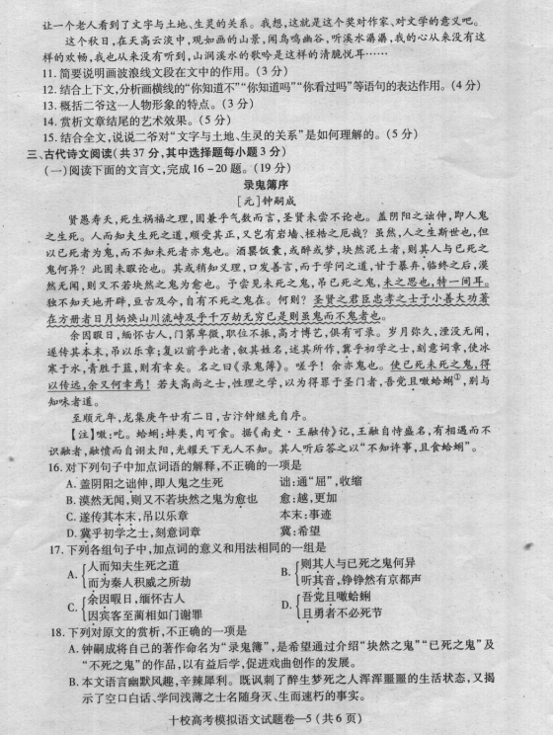 让一个老人看到了文字与土地、生灵的关系。我想,这就是这个奖对作家、对文学的意义吧。
这个秋日,在天高云淡中,观如画的山景,闻鸟鸣幽谷,听溪水潺潺,我的心从来没有这
样的欢畅,我也从来没有听到,山涧溪水的歌吟是这样的清脆悦耳……
11.简要说明画波浪线文段在文中的作用。(3分)
12.结合上下文,分析画横线的“你知道不”“你知道吗”“你看过吗”等语句的表达作用。(4分)
13.概括二爷这一人物形象的特点。(3分)
14.赏析文章结尾的艺术效果。(5分)
15.结合全文,说说二爷对“文字与土地、生灵的关系”是如何理解的。(5分)
三、古代诗文阅读(共37分,其中选择题每小题3分)
(一)阅读下面的文言文,完成16-20题。(19分)
录鬼簿序
[元]钟嗣成
贤愚寿夭,死生祸福之理,固兼乎气数而言,圣贤未尝不论也。盖阴阳之诎伸,即人鬼
之生死。人而知夫生死之道,顺受其正,又岂有岩墙、桎梏之厄哉?虽然,人之生斯世也,但
以已死者为鬼,而不知未死者亦鬼也。酒罂饭囊,或醉或梦,块然泥土者,则其人与已死之
鬼何异?此固未暇论也。其或稍知义理,口发善言,而于学问之道,甘于暴弃,临终之后,漠
然无闻,则又不若块然之鬼为愈也。予尝见未死之鬼,吊已死之鬼,未之思也,特一间耳。
独不知天地开辟,亘古及今,自有不死之鬼在。何则?圣贤之君臣忠孝之士子小善大功著
在方册者日月炳焕山川流峙及乎千万劫无穷已是则虽鬼而不鬼者也。
余因暇日,缅怀古人,门第卑微,职位不振,高才博艺,俱有可录。岁月弥久,湮没无闻,
遂传其本末,吊以乐章;复以前乎此者,叙其姓名,述其所作,冀乎初学之士,刻意词章,使冰
寒于水,青胜于蓝,则有幸矣。名之曰《录鬼簿》。嗟乎!余亦鬼也。使已死未死之鬼,得
以传远,余又何幸焉!若夫高尚之士,性理之学,以为得罪于圣门者,吾党且啖蛤蜊①,别与
知味者道。
至顺元年,龙集庚午廿有二日,古汴钟继先自序。
【注】啖:吃。蛤蜊:蚌类,肉可食。据《南史·王融传》记,王融自恃盛名,有相遇而不
识融者,融愤而自诩太阳,光耀天下无人不知。其人听后答之以“不知许事,且食蛤蜊”。
16.对下列句子中加点词语的解释,不正确的一项是
A.盖阴阳之诎伸,即人鬼之生死 诎:通“屈”,收缩
B.漠然无闻,则又不若块然之鬼为愈也 愈:越,更加
C.遂传其本末,吊以乐章 本末:事迹
D.冀乎初学之士,刻意词章 冀:希望
17.下列各组句子中,加点词的意义和用法相同的一组是
A.{人而知夫生死之道 B.{则其人与已死之鬼何异
而为秦人积威之所劫 听其音,铮铮然有京都声
C.{余因暇日,缅怀古人 D.{吾党且啖蛤蜊
因宾客至蔺相如门谢罪 且勇者不必死节
18.下列对原文的赏析,不正确的一项是
A.钟嗣成将自己的著作命名为“录鬼簿”,是希望通过介绍“块然之鬼”“已死之鬼”及
“不死之鬼”的作品,以有益后学,促进戏曲创作的发展。
B.本文语言幽默风趣,辛辣犀利。既讽刺了醉生梦死之人浑浑噩噩的生活状态,又揭
示了空口白话、学问浅薄之士名随身灭、生而速朽的事实。
十校高考模拟语文试题卷—5(共6页)